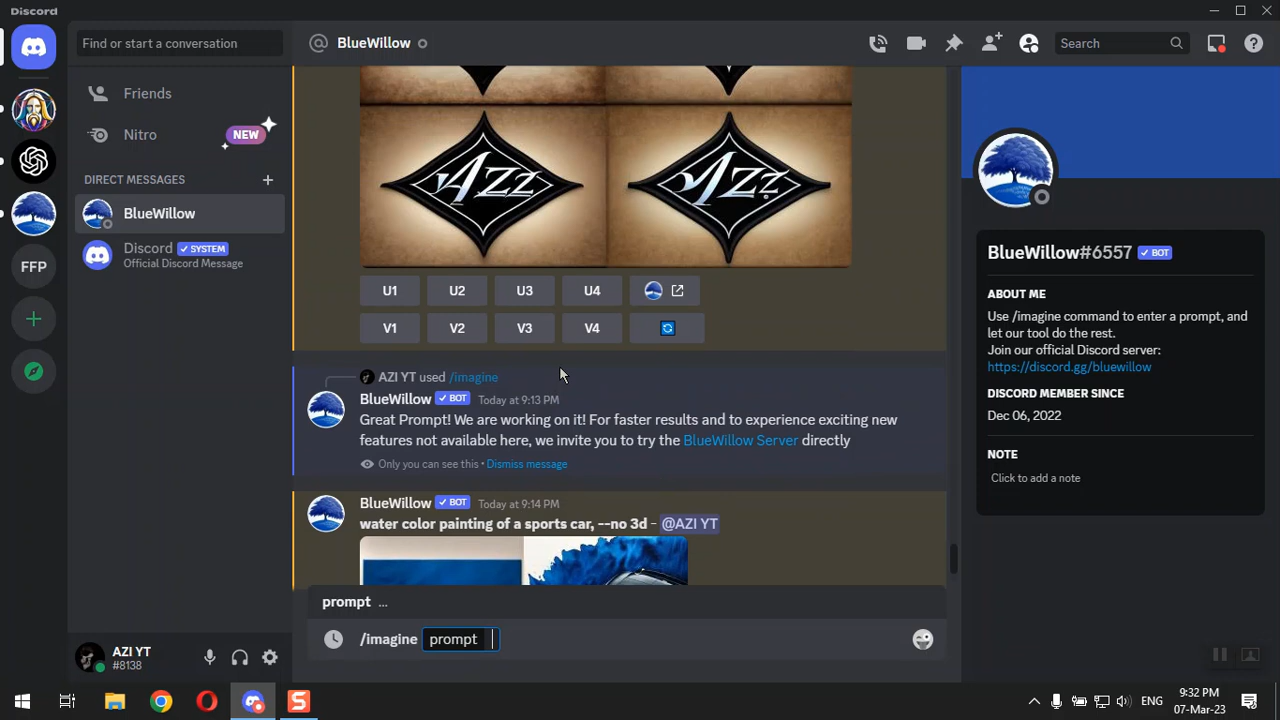 Discord
Find or start a conversation
BlueWillow
Search
Friends
Nitro
NEW
DIRECT MESSAGES
BlueWillow
Discord
SYSTEM
Official Discord Message
FFP
AZI YT
#8138
AZZ
AZZ
U1 U2 U3 U4
V1 V2 V3 V4
AZI YT used /imagine
BlueWillow BOT Today at 9:13 PM
Great Prompt! We are working on it! For faster results and to experience exciting new
features not available here, we invite you to try the BlueWillow Server directly
Only you can see this • Dismiss message
BlueWillow BOT Today at 9:14 PM
water color painting of a sports car, --no 3d - @AZI YT
prompt ...
/imagine prompt
BlueWillow#6557 BOT
ABOUT ME
Use /imagine command to enter a prompt, and
let our tool do the rest.
Join our official Discord server:
https://discord.gg/bluewillow
DISCORD MEMBER SINCE
Dec 06, 2022
NOTE
Click to add a note
ENG
9:32 PM
07-Mar-23